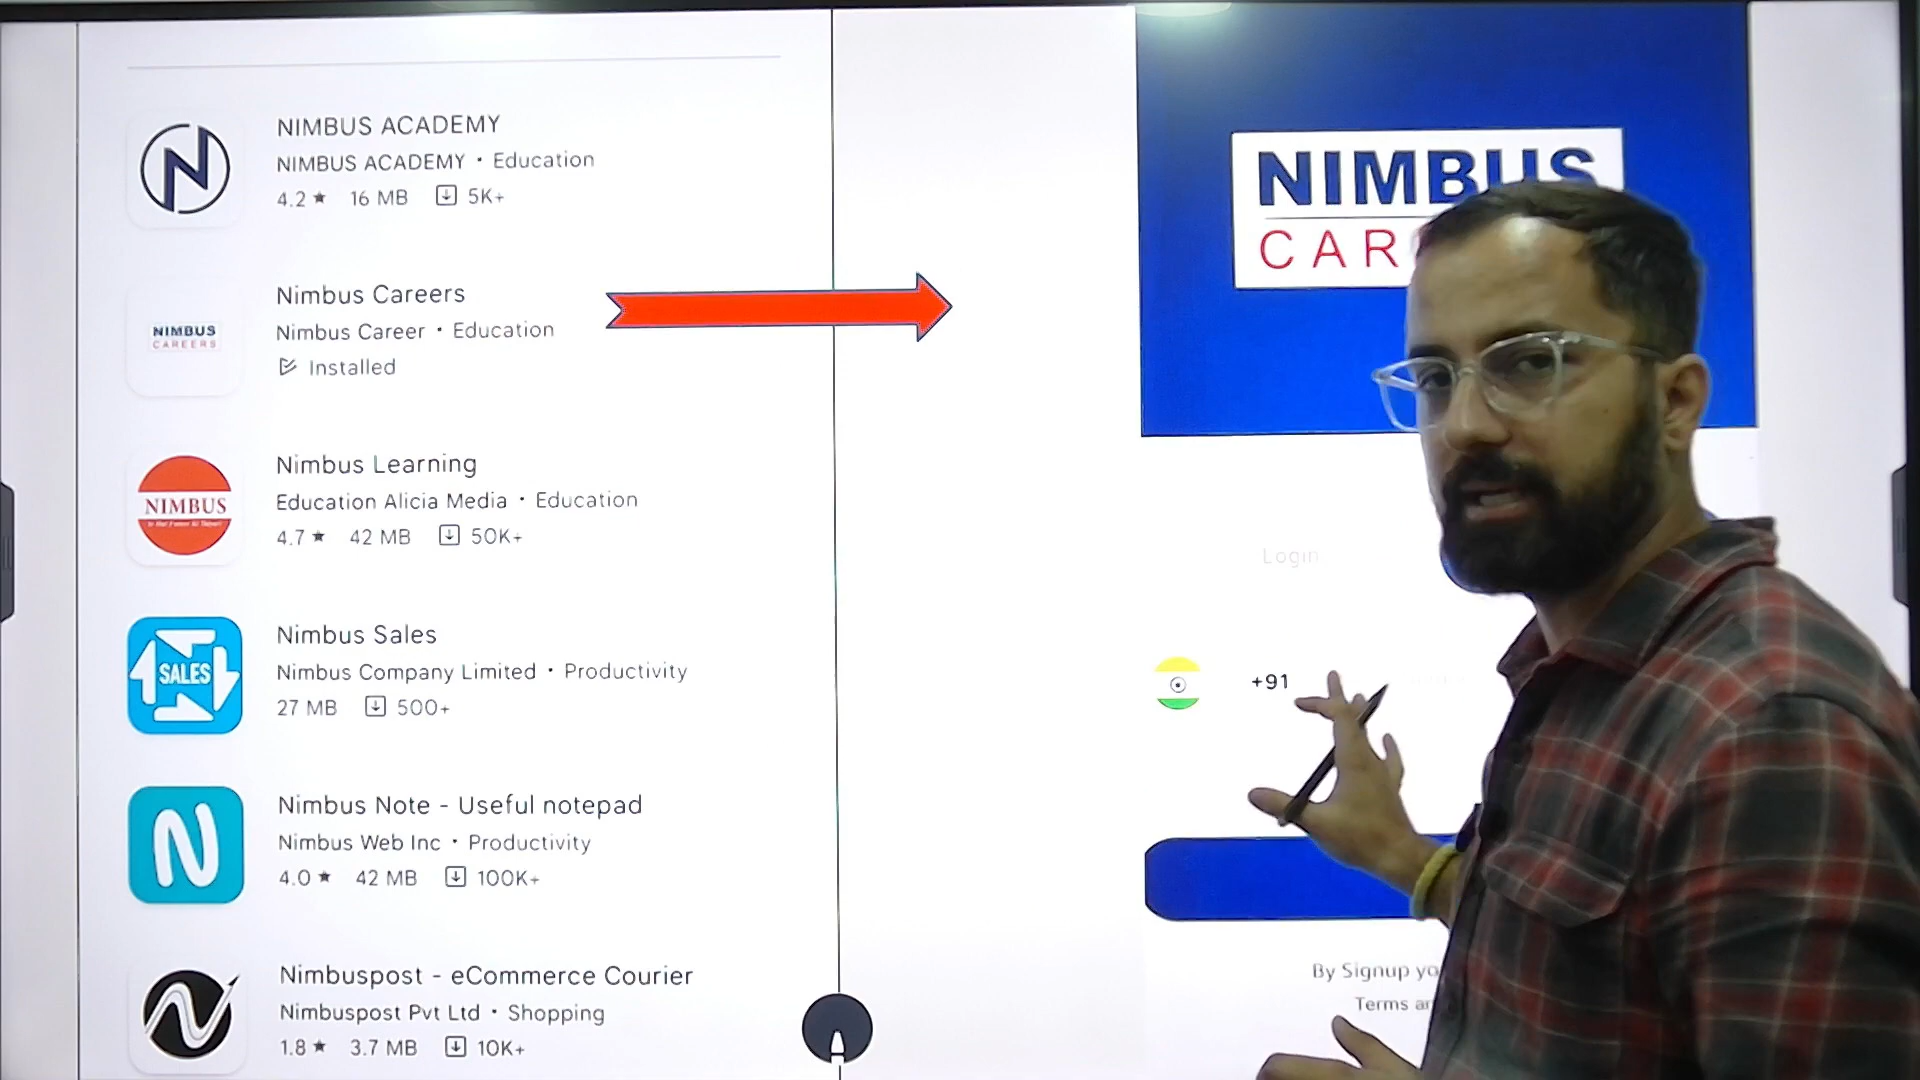 NIMBUS ACADEMY
NIMBUS ACADEMY • Education
4.2 ★ 16 MB 5K+
Nimbus Careers
Nimbus Career • Education
Installed
NIMBUS
CAREERS
Nimbus Learning
Education Alicia Media • Education
4.7 ★ 42 MB 50K+
NIMBUS
Nimbus Sales
Nimbus Company Limited • Productivity
27 MB 500+
SALES
Nimbus Note - Useful notepad
Nimbus Web Inc • Productivity
4.0 ★ 42 MB 100K+
N
Nimbuspost - eCommerce Courier
Nimbuspost Pvt Ltd • Shopping
1.8 ★ 3.7 MB 10K+
NIMBUS
CAR
Login
+91
By Signup yo
Terms a